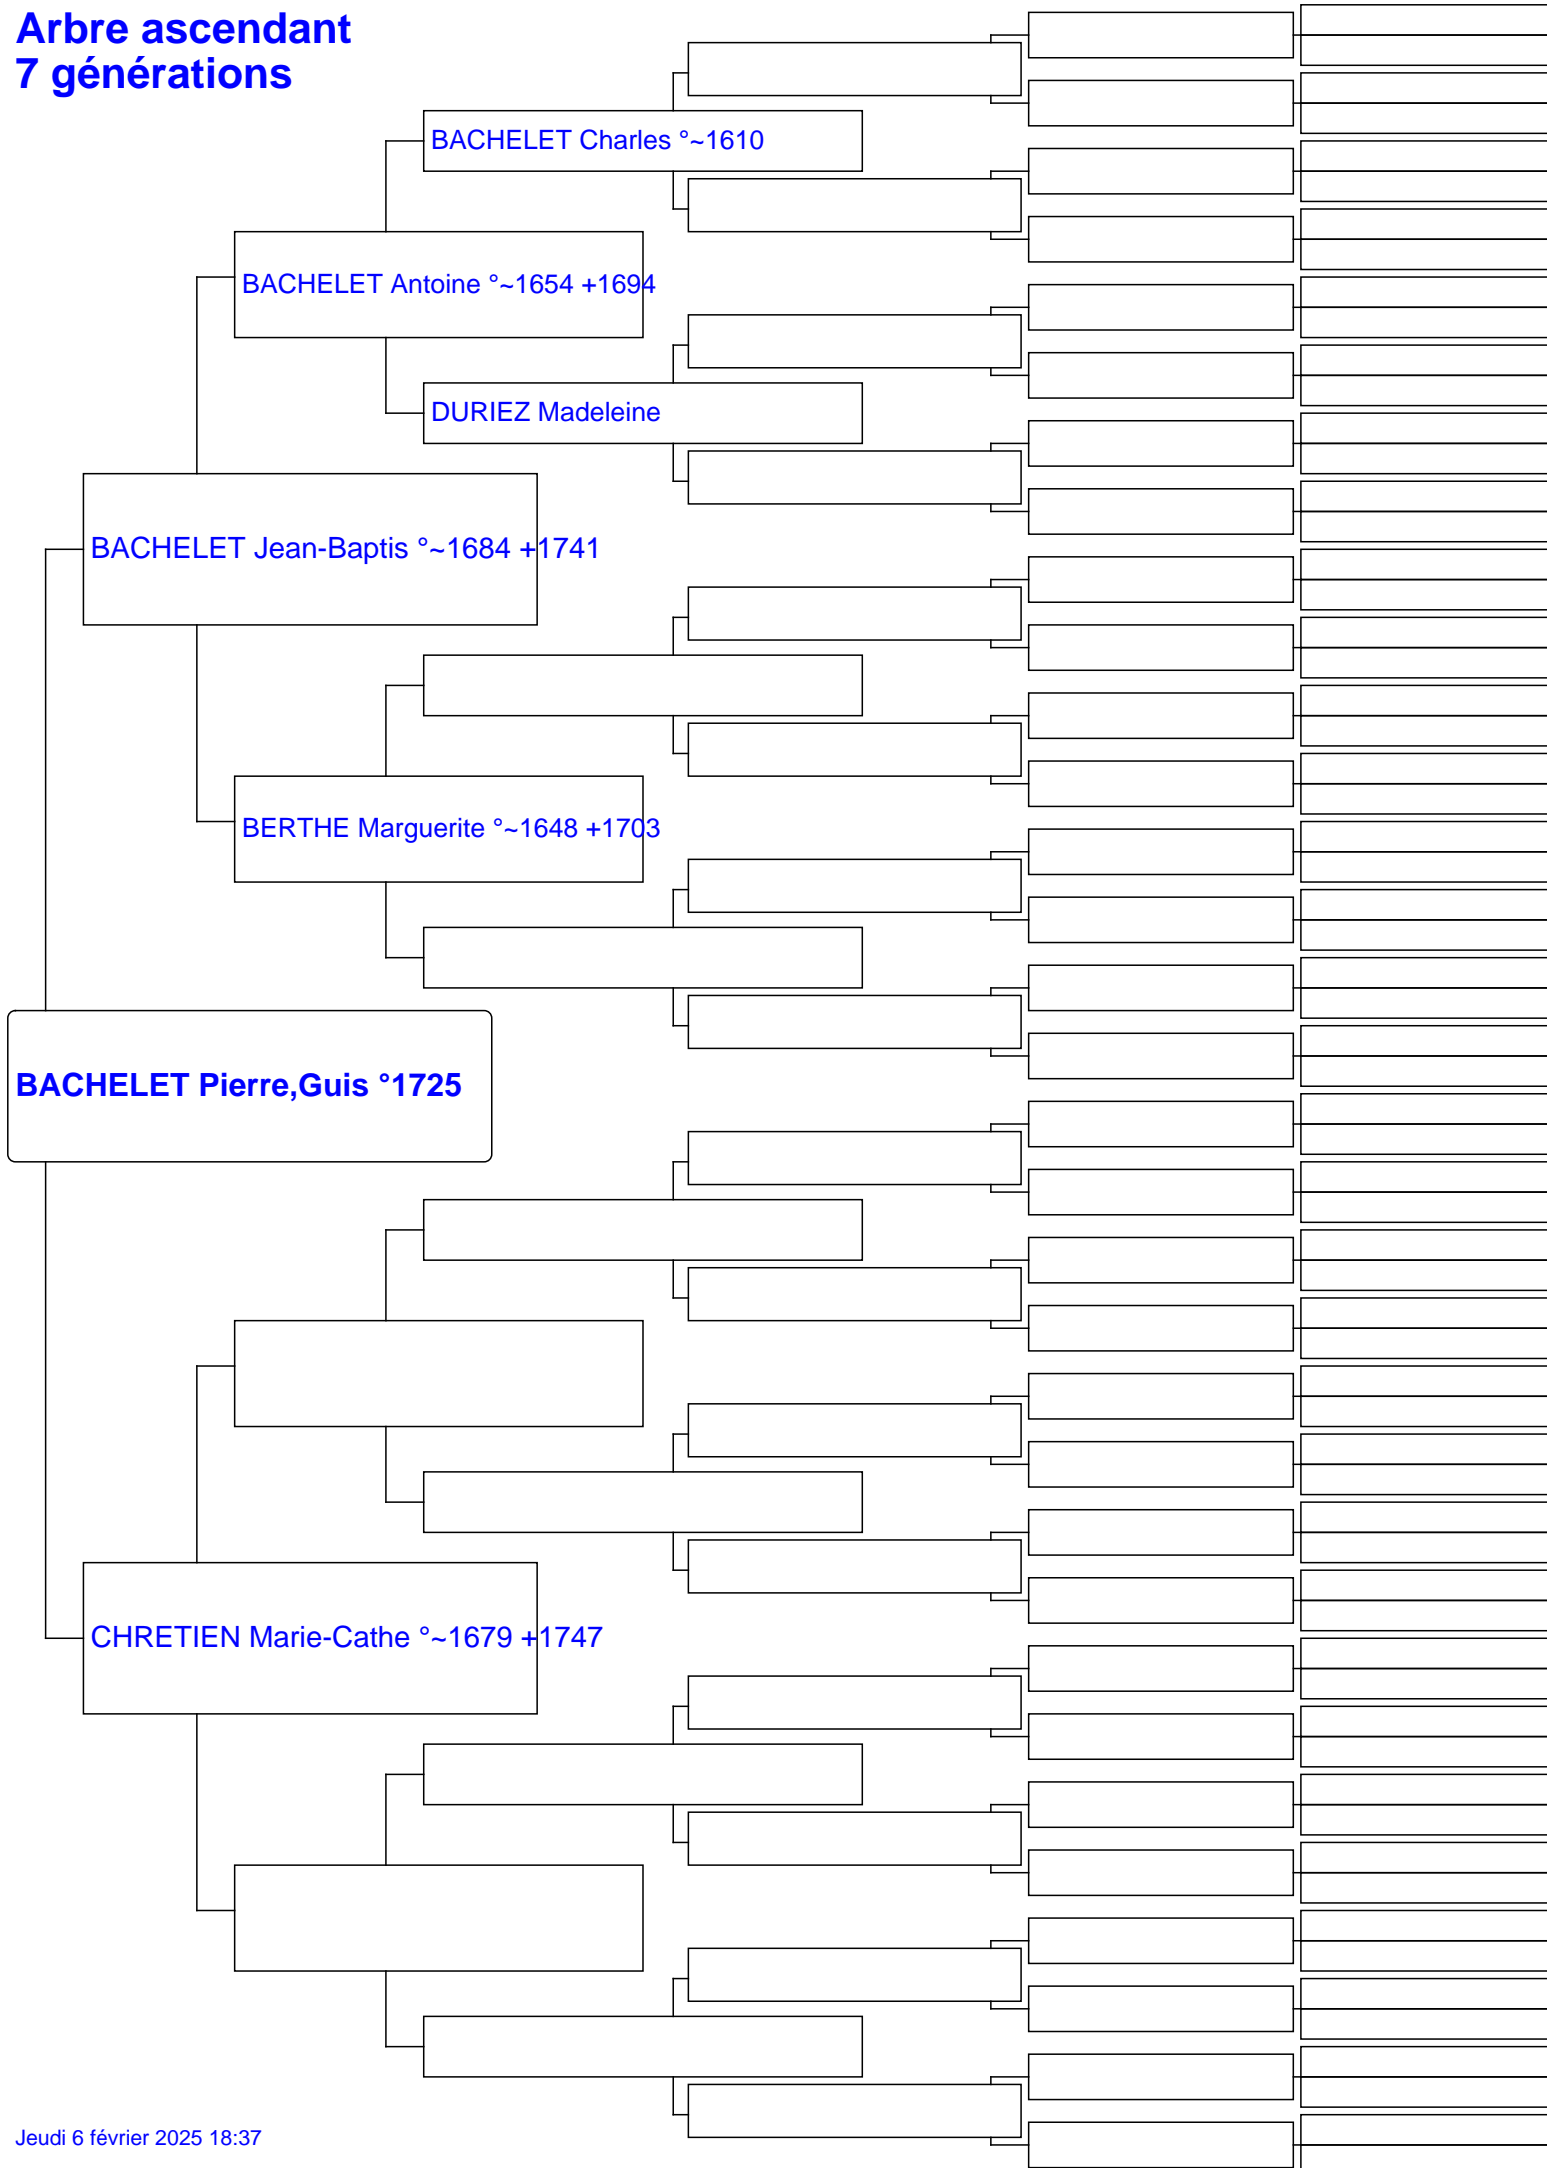 Arbre ascendant
7 générations
BACHELET Charles °~1610
BACHELET Antoine °~1654 +1694
DURIEZ Madeleine
BACHELET Jean-Baptis °~1684 +1741
BERTHE Marguerite °~1648 +1703
BACHELET Pierre,Guis °1725
CHRETIEN Marie-Cathe °~1679 +1747
Jeudi 6 février 2025 18:37